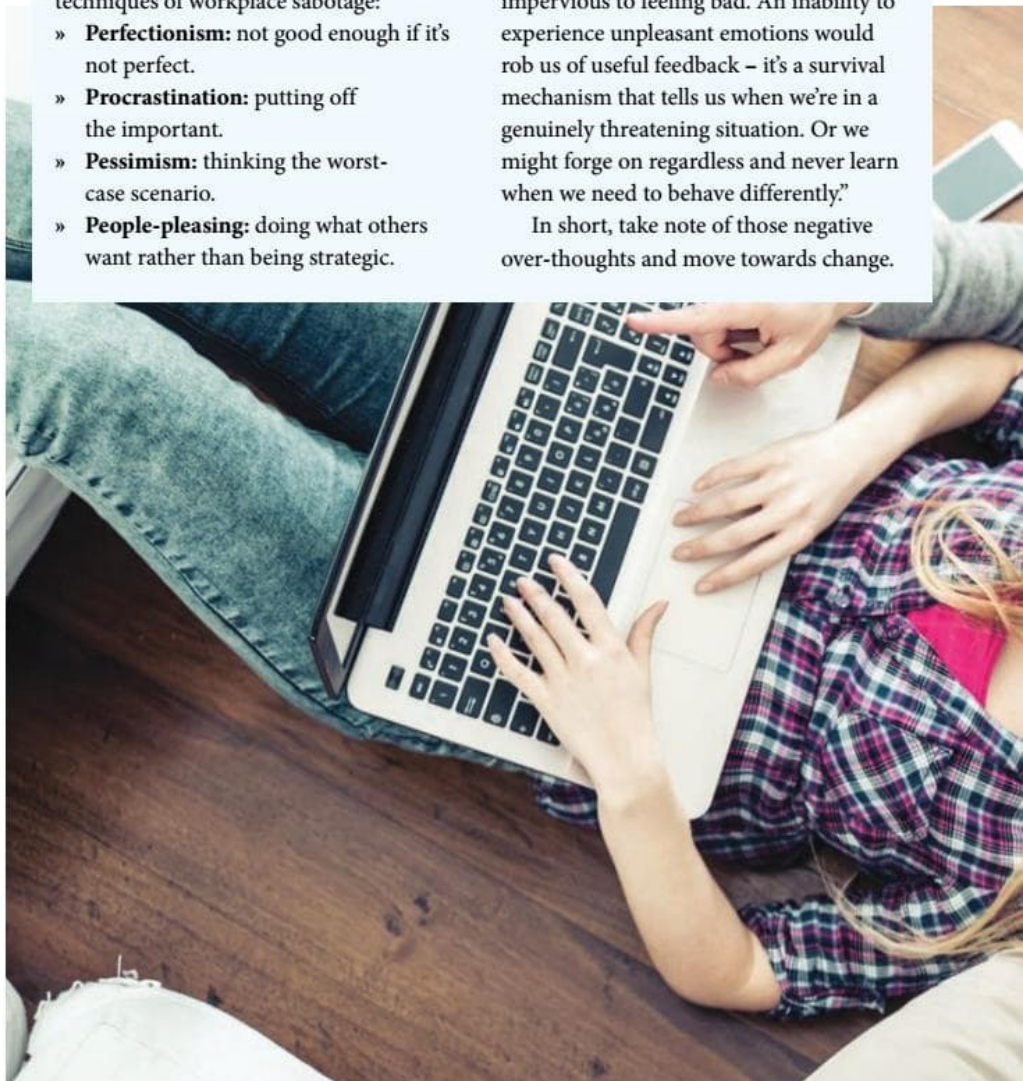 techniques of workplace sabotage:
» Perfectionism: not good enough if it's
not perfect.
» Procrastination: putting off
the important.
» Pessimism: thinking the worst-
case scenario.
» People-pleasing: doing what others
want rather than being strategic.
impervious to feeling bad. An inability to
experience unpleasant emotions would
rob us of useful feedback – it's a survival
mechanism that tells us when we're in a
genuinely threatening situation. Or we
might forge on regardless and never learn
when we need to behave differently."
In short, take note of those negative
over-thoughts and move towards change.